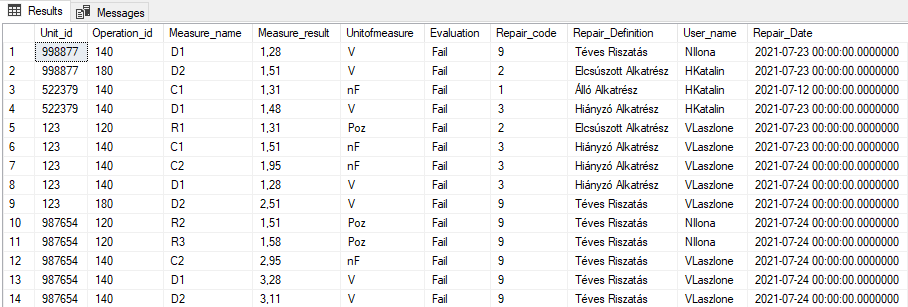 Results Messages
Unit_id Operation_id Measure_name Measure_result Unitofmeasure Evaluation Repair_code Repair_Definition User_name Repair_Date
1 998877 140 D1 1,28 V Fail 9 Téves Riszatás NIlona 2021-07-23 00:00:00.0000000
2 998877 180 D2 1,51 V Fail 2 Elcsúszott Alkatrész HKatalin 2021-07-23 00:00:00.0000000
3 522379 140 C1 1,31 nF Fail 1 Álló Alkatrész HKatalin 2021-07-12 00:00:00.0000000
4 522379 140 D1 1,48 V Fail 3 Hiányzó Alkatrész HKatalin 2021-07-23 00:00:00.0000000
5 123 120 R1 1,31 Poz Fail 2 Elcsúszott Alkatrész VLaszlone 2021-07-23 00:00:00.0000000
6 123 140 C1 1,51 nF Fail 3 Hiányzó Alkatrész VLaszlone 2021-07-23 00:00:00.0000000
7 123 140 C2 1,95 nF Fail 3 Hiányzó Alkatrész VLaszlone 2021-07-24 00:00:00.0000000
8 123 140 D1 1,28 V Fail 3 Hiányzó Alkatrész VLaszlone 2021-07-24 00:00:00.0000000
9 123 180 D2 2,51 V Fail 9 Téves Riszatás VLaszlone 2021-07-24 00:00:00.0000000
10 987654 120 R2 1,51 Poz Fail 9 Téves Riszatás NIlona 2021-07-24 00:00:00.0000000
11 987654 120 R3 1,58 Poz Fail 9 Téves Riszatás NIlona 2021-07-24 00:00:00.0000000
12 987654 140 C2 2,95 nF Fail 9 Téves Riszatás VLaszlone 2021-07-24 00:00:00.0000000
13 987654 140 D1 3,28 V Fail 9 Téves Riszatás VLaszlone 2021-07-24 00:00:00.0000000
14 987654 140 D2 3,11 V Fail 9 Téves Riszatás VLaszlone 2021-07-24 00:00:00.0000000